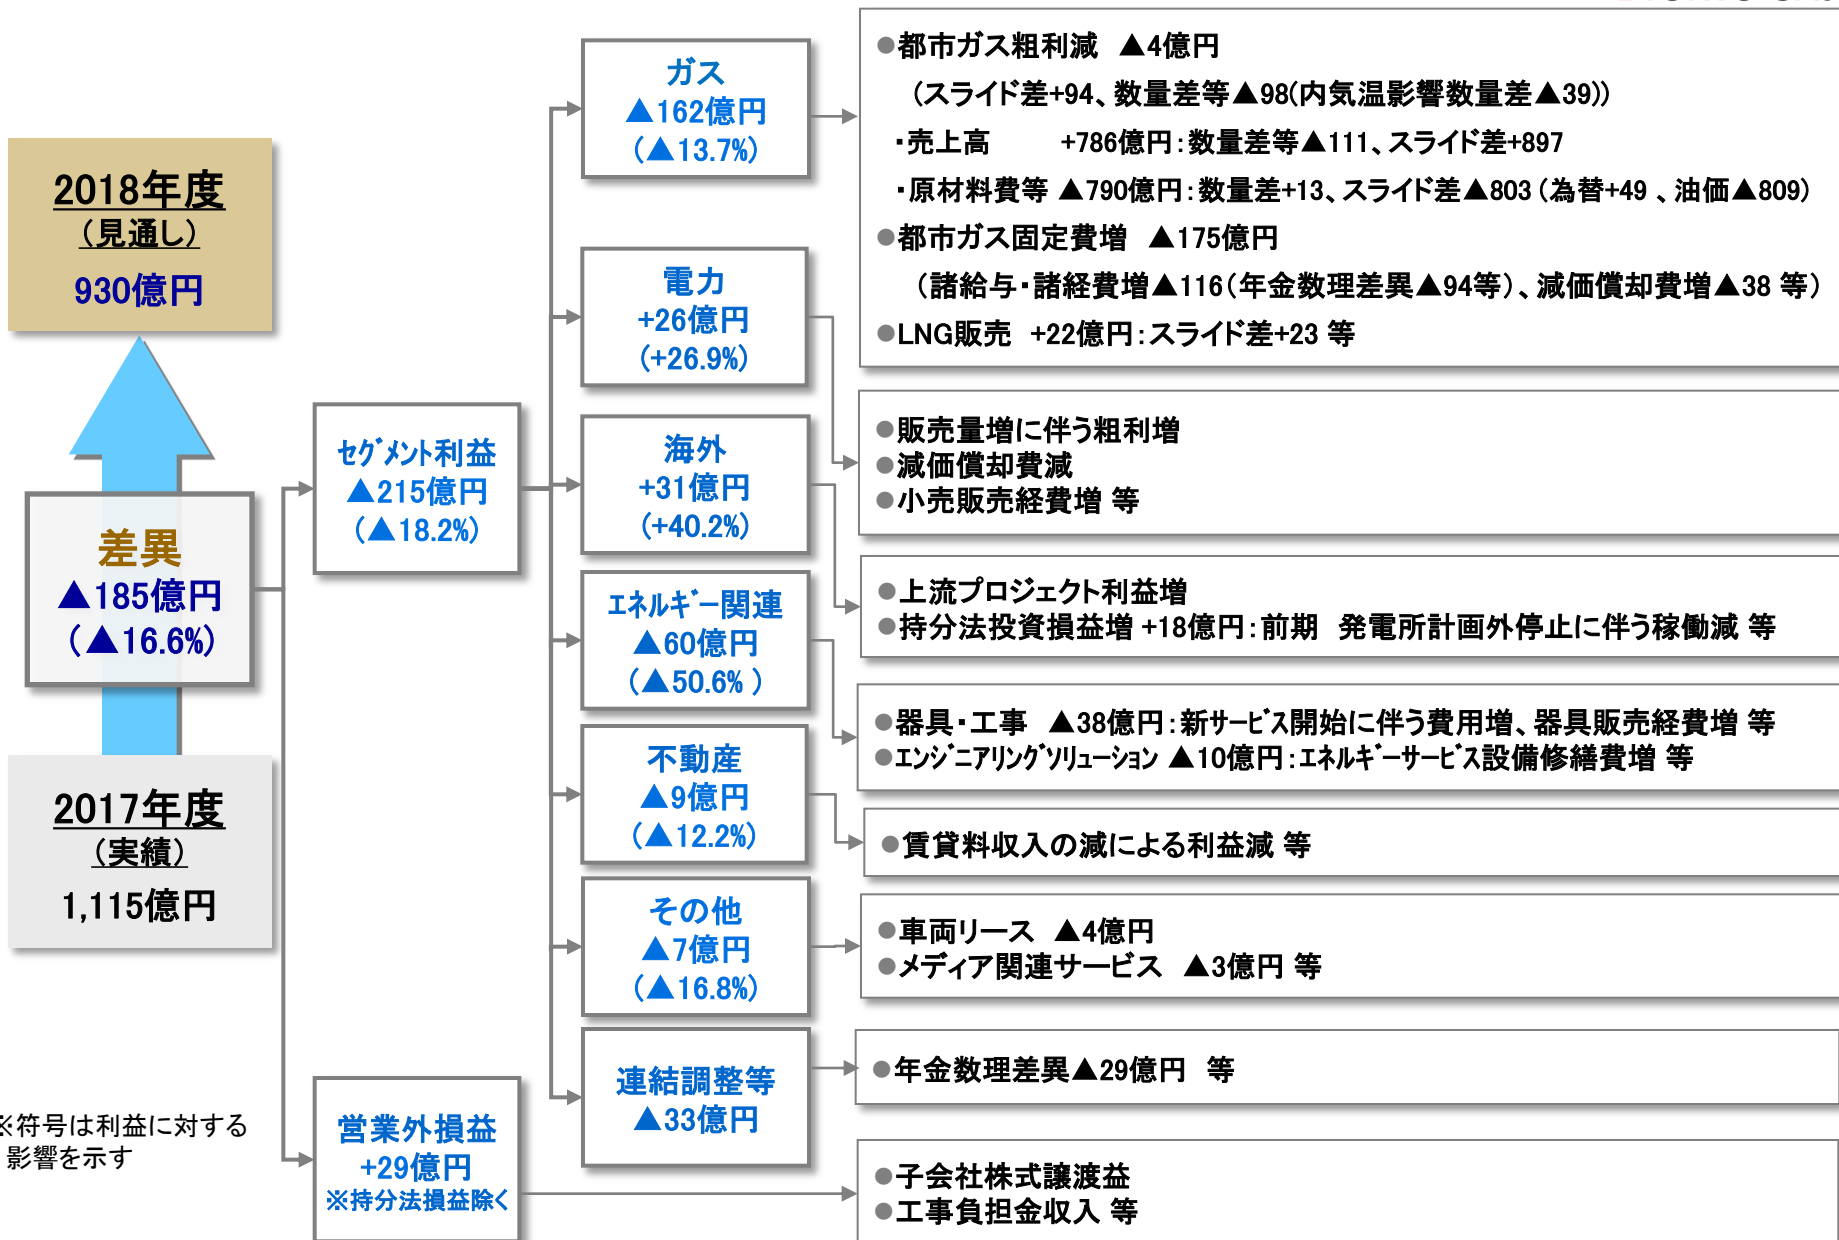 2018年度
(見通し)
930億円
差異
▲185億円
(▲16.6%)
2017年度
(実績)
1,115億円
※符号は利益に対する
影響を示す
ｾｸﾞﾒﾝﾄ利益
▲215億円
(▲18.2%)
営業外損益
+29億円
※持分法損益除く
ガス
▲162億円
(▲13.7%)
電力
+26億円
(+26.9%)
海外
+31億円
(+40.2%)
ｴﾈﾙｷﾞｰ関連
▲60億円
(▲50.6% )
不動産
▲9億円
(▲12.2%)
その他
▲7億円
(▲16.8%)
連結調整等
▲33億円
●都市ガス粗利減 ▲4億円
(スライド差+94、数量差等▲98(内気温影響数量差▲39))
・売上高 +786億円：数量差等▲111、スライド差+897
・原材料費等 ▲790億円：数量差+13、スライド差▲803 (為替+49 、油価▲809)
●都市ガス固定費増 ▲175億円
(諸給与・諸経費増▲116(年金数理差異▲94等)、減価償却費増▲38 等)
●LNG販売 +22億円：スライド差+23 等
●販売量増に伴う粗利増
●減価償却費減
●小売販売経費増 等
●上流プロジェクト利益増
●持分法投資損益増 +18億円：前期 発電所計画外停止に伴う稼働減 等
●器具・工事 ▲38億円：新ｻｰﾋﾞｽ開始に伴う費用増、器具販売経費増 等
●ｴﾝｼﾞﾆｱﾘﾝｸﾞｿﾘｭｰｼｮﾝ ▲10億円：ｴﾈﾙｷﾞｰｻｰﾋﾞｽ設備修繕費増 等
●賃貸料収入の減による利益減 等
●車両リース ▲4億円
●メディア関連サービス ▲3億円 等
●年金数理差異▲29億円 等
●子会社株式譲渡益
●工事負担金収入 等